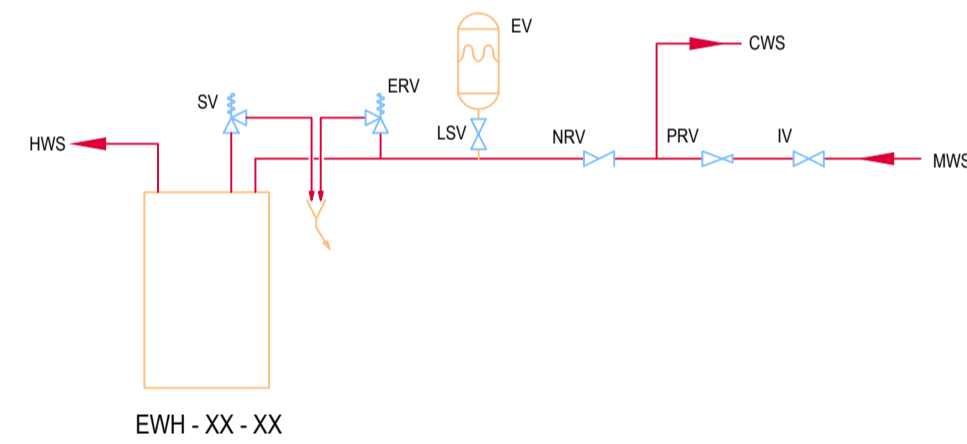 EV
CWS
SV
ERV
HWS
LSV
NRV
PRV
IV
MWS
EWH - XX - XX